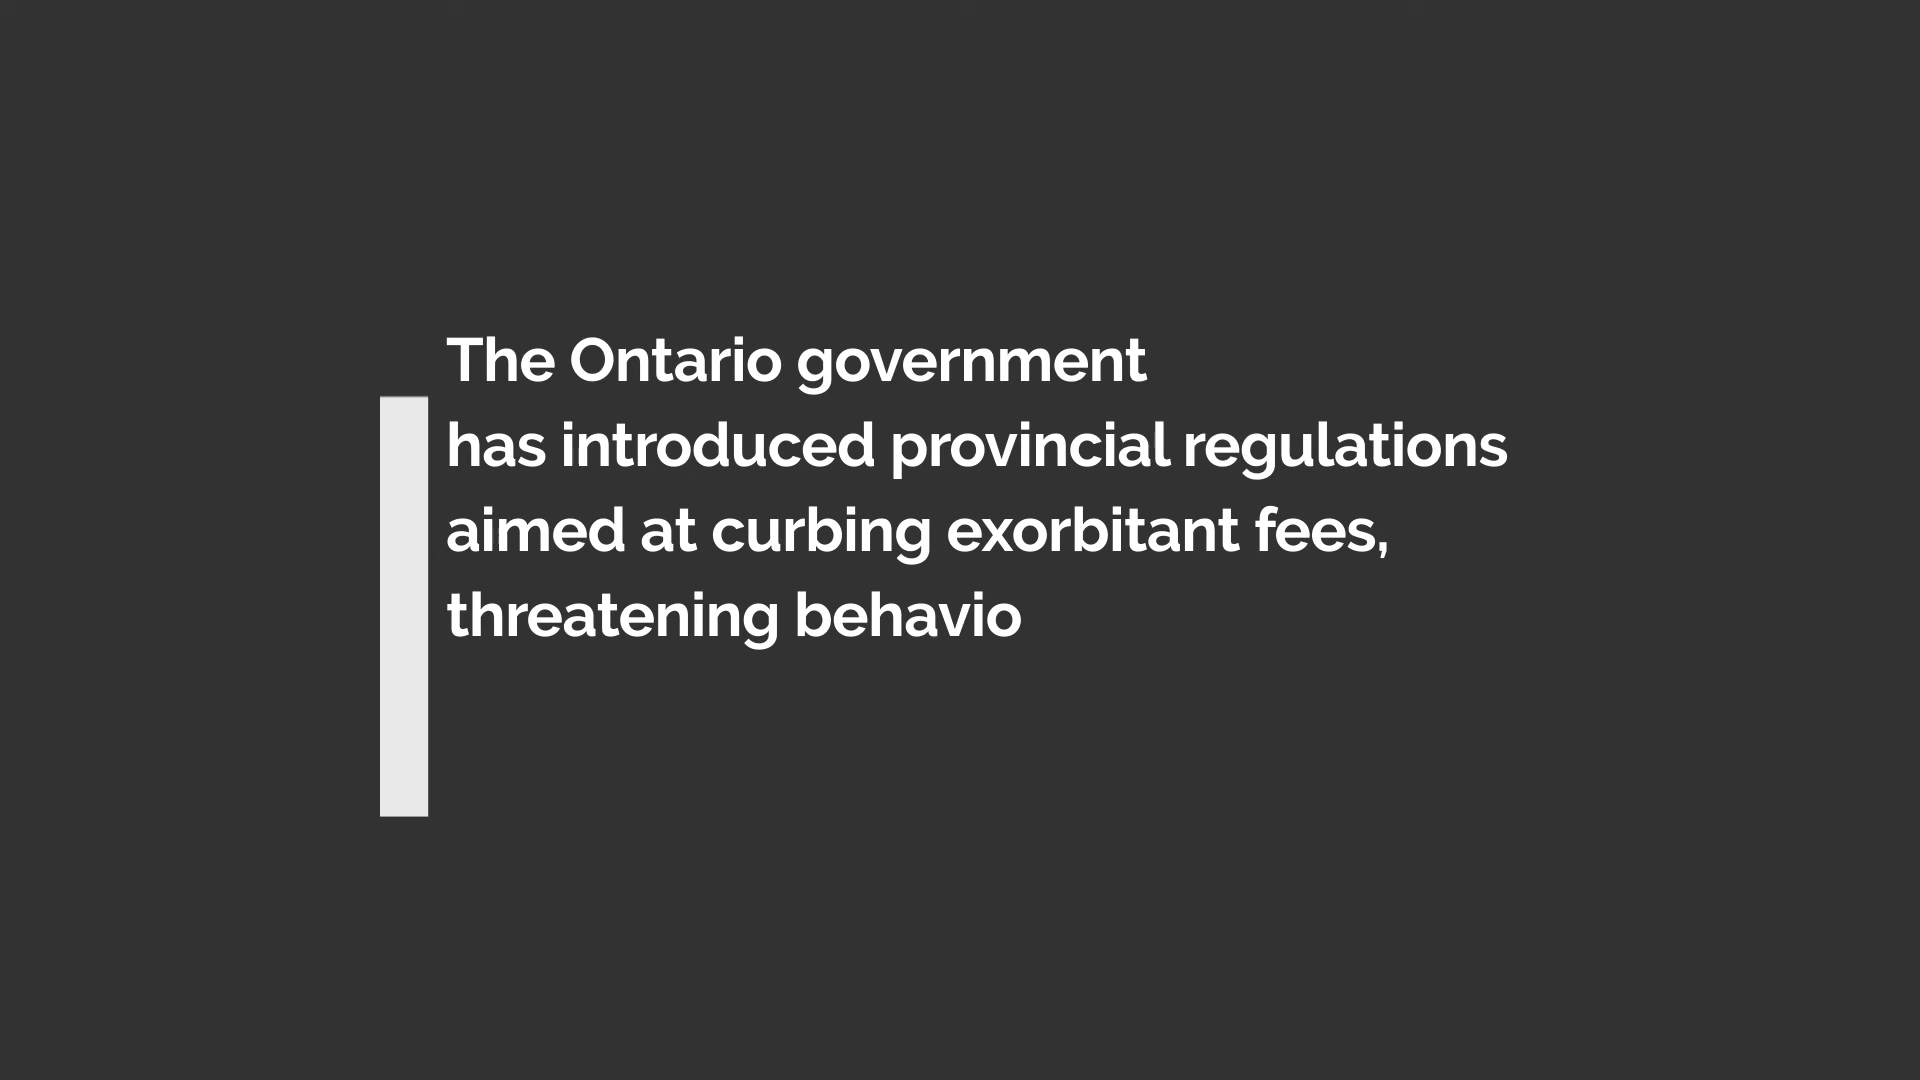 The Ontario government
has introduced provincial regulations
aimed at curbing exorbitant fees,
threatening behavio